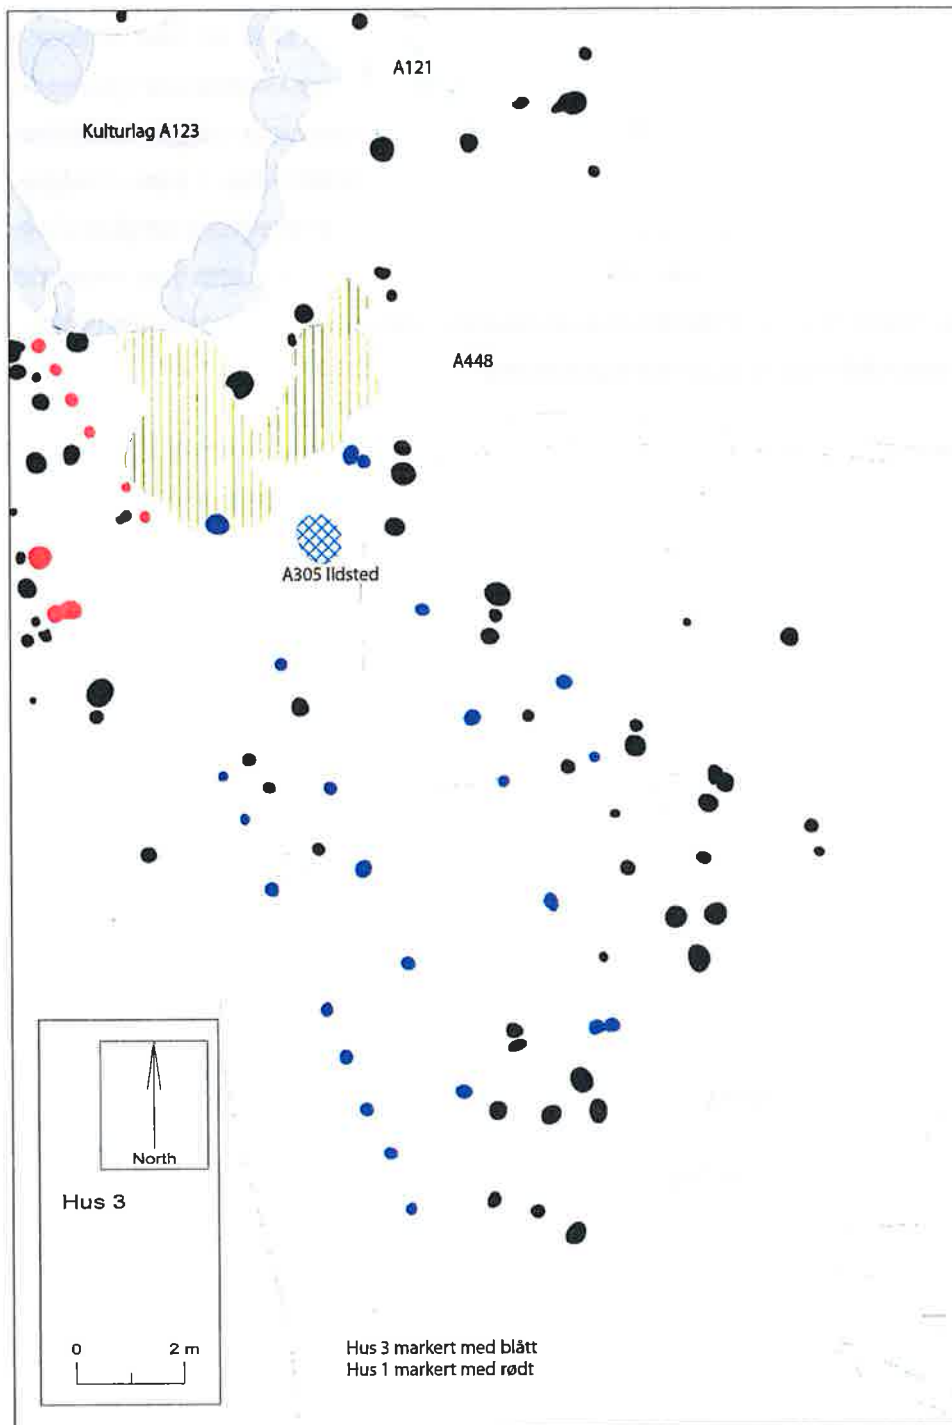 A121
Kulturlag A123
A448
A305 Ildsted
North
Hus 3
0 2 m
Hus 3 markert med blått
Hus 1 markert med rødt